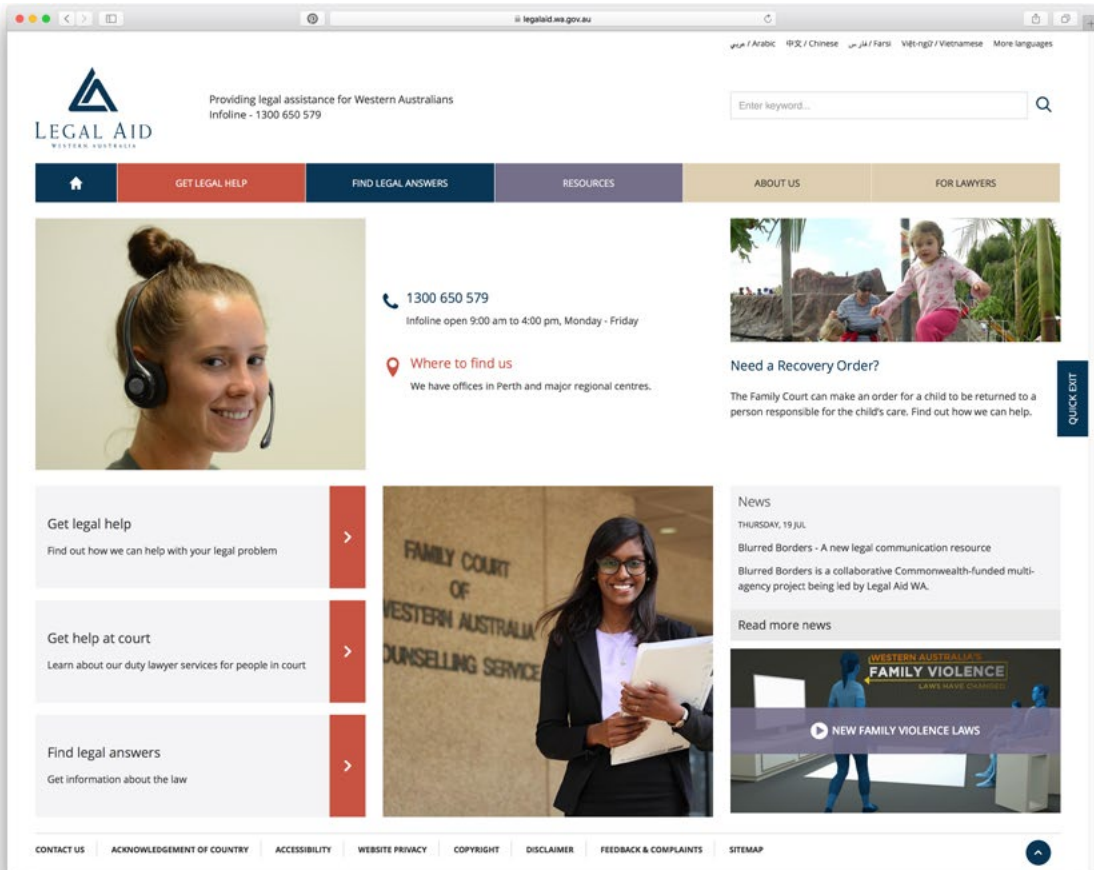 legalaid.wa.gov.au
عربي / Arabic 中文 / Chinese فارسی / Farsi Việt-ngữ / Vietnamese More languages
LEGAL AID
WESTERN AUSTRALIA
Providing legal assistance for Western Australians
Infoline - 1300 650 579
Enter keyword...
GET LEGAL HELP FIND LEGAL ANSWERS RESOURCES ABOUT US FOR LAWYERS
1300 650 579
Infoline open 9:00 am to 4:00 pm, Monday - Friday
Where to find us
We have offices in Perth and major regional centres.
Need a Recovery Order?
The Family Court can make an order for a child to be returned to a
person responsible for the child's care. Find out how we can help.
QUICK EXIT
Get legal help
Find out how we can help with your legal problem
Get help at court
Learn about our duty lawyer services for people in court
Find legal answers
Get information about the law
FAMILY COURT
OF
WESTERN AUSTRALIA
COUNSELLING SERVICE
News
THURSDAY, 19 JUL
Blurred Borders - A new legal communication resource
Blurred Borders is a collaborative Commonwealth-funded multi-
agency project being led by Legal Aid WA.
Read more news
WESTERN AUSTRALIA'S
FAMILY VIOLENCE
LAWS HAVE CHANGED
NEW FAMILY VIOLENCE LAWS
CONTACT US ACKNOWLEDGEMENT OF COUNTRY ACCESSIBILITY WEBSITE PRIVACY COPYRIGHT DISCLAIMER FEEDBACK & COMPLAINTS SITEMAP